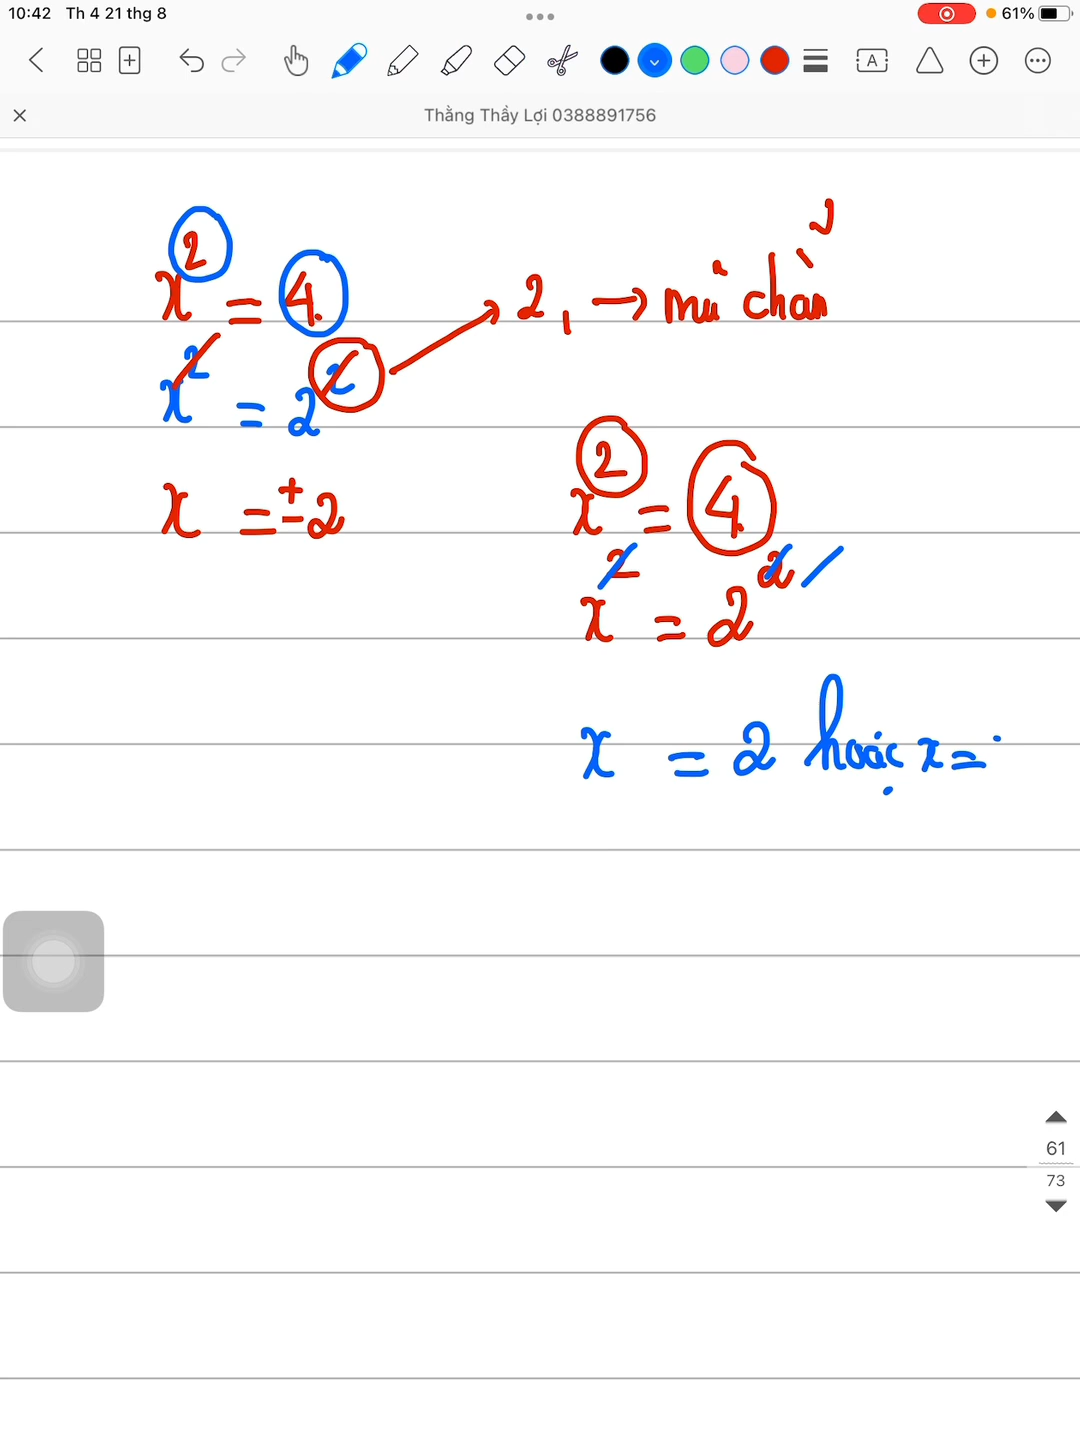 10:42 Th 4 21 thg 8 61%
A
Thằng Thầy Lợi 0388891756
x² = 4
2, → mũ chẵn
x² = 2²
x = ±2
x² = 4
x² = 2²
x = 2 hoặc x =
61
73